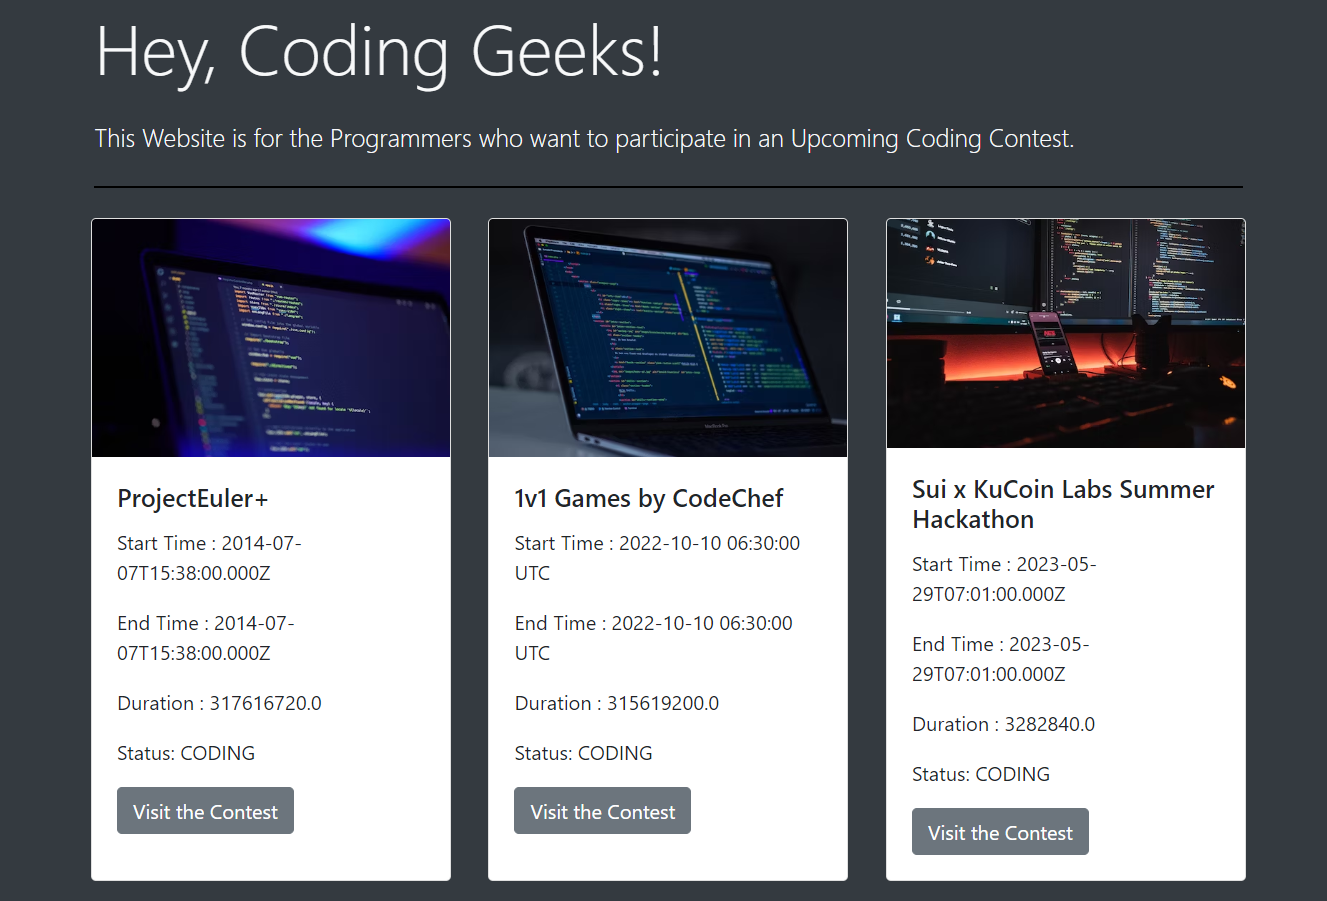 Hey, Coding Geeks!
This Website is for the Programmers who want to participate in an Upcoming Coding Contest.
ProjectEuler+
Start Time : 2014-07-
07T15:38:00.000Z
End Time : 2014-07-
07T15:38:00.000Z
Duration : 317616720.0
Status: CODING
Visit the Contest
1v1 Games by CodeChef
Start Time : 2022-10-10 06:30:00
UTC
End Time : 2022-10-10 06:30:00
UTC
Duration : 315619200.0
Status: CODING
Visit the Contest
Sui x KuCoin Labs Summer
Hackathon
Start Time : 2023-05-
29T07:01:00.000Z
End Time : 2023-05-
29T07:01:00.000Z
Duration : 3282840.0
Status: CODING
Visit the Contest